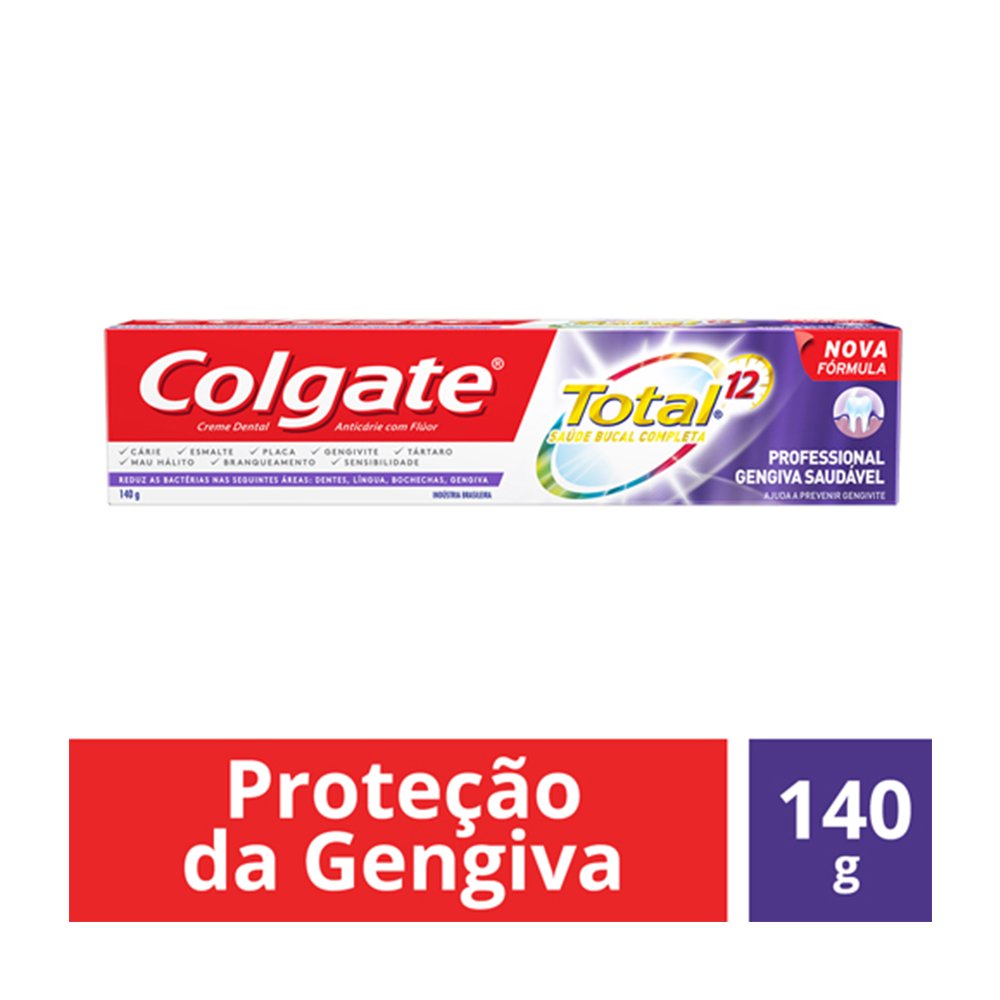 Colgate®
Creme Dental Anticárie com Flúor
✓ CÁRIE ✓ ESMALTE ✓ PLACA ✓ GENGIVITE ✓ TÁRTARO
✓ MAU HÁLITO ✓ BRANQUEAMENTO ✓ SENSIBILIDADE
REDUZ AS BACTÉRIAS NAS SEGUINTES ÁREAS: DENTES, LÍNGUA, BOCHECHAS, GENGIVA
140 g INDÚSTRIA BRASILEIRA
Total®12
SAÚDE BUCAL COMPLETA
NOVA
FÓRMULA
PROFESSIONAL
GENGIVA SAUDÁVEL
AJUDA A PREVENIR GENGIVITE
Proteção
da Gengiva
140
g